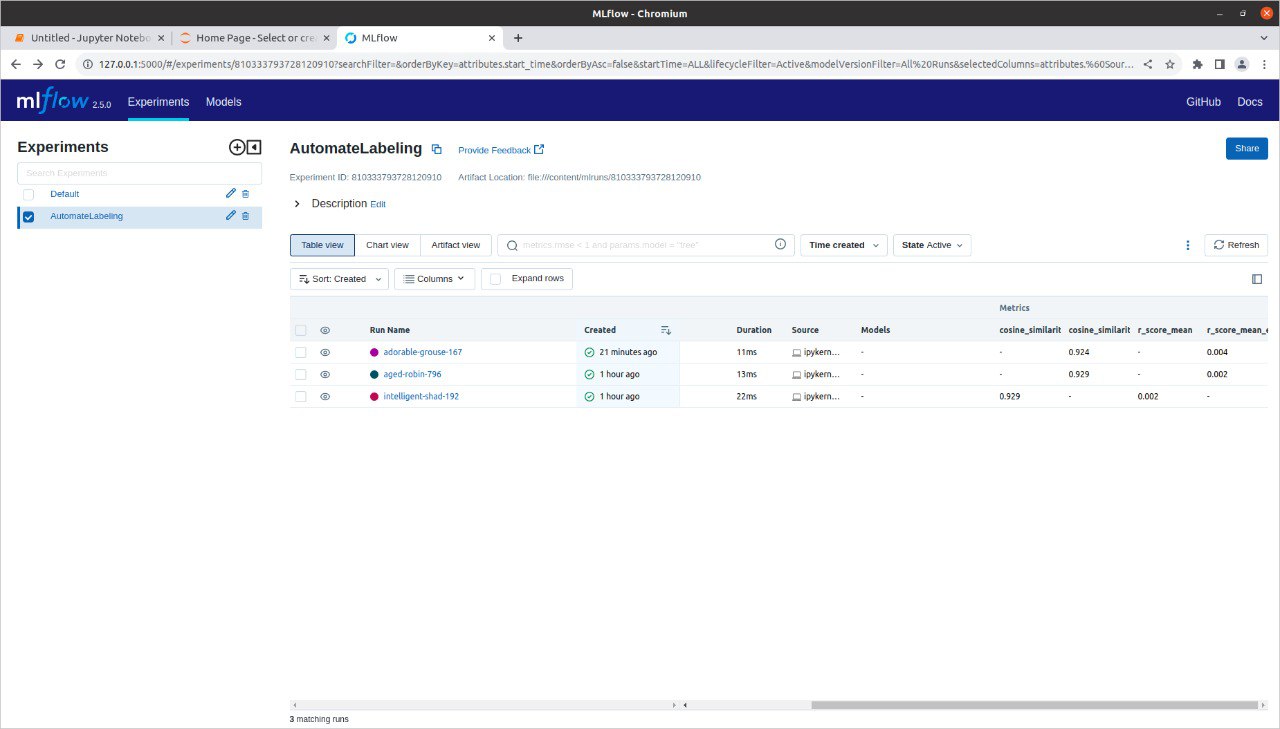 MLflow - Chromium
Untitled - Jupyter Notebo
Home Page - Select or crea
MLflow
127.0.0.1:5000/#/experiments/810333793728120910?searchFilter=&orderByKey=attributes.start_time&orderByAsc=false&startTime=ALL&lifecycleFilter=Active&modelVersionFilter=All%20Runs&selectedColumns=attributes.%60Sour...
mlflow 2.5.0 Experiments Models GitHub Docs
Experiments
Search Experiments
Default
AutomateLabeling
AutomateLabeling Provide Feedback Share
Experiment ID: 810333793728120910 Artifact Location: file:///content/mlruns/810333793728120910
Description Edit
Table view Chart view Artifact view metrics.rmse < 1 and params.model = "tree" Time created State Active Refresh
Sort: Created Columns Expand rows
Metrics
Run Name Created Duration Source Models cosine_similarit cosine_similarit r_score_mean r_score_mean_e
adorable-grouse-167 21 minutes ago 11ms ipykern... - - 0.924 - 0.004
aged-robin-796 1 hour ago 13ms ipykern... - - 0.929 - 0.002
intelligent-shad-192 1 hour ago 22ms ipykern... - 0.929 - 0.002 -
3 matching runs